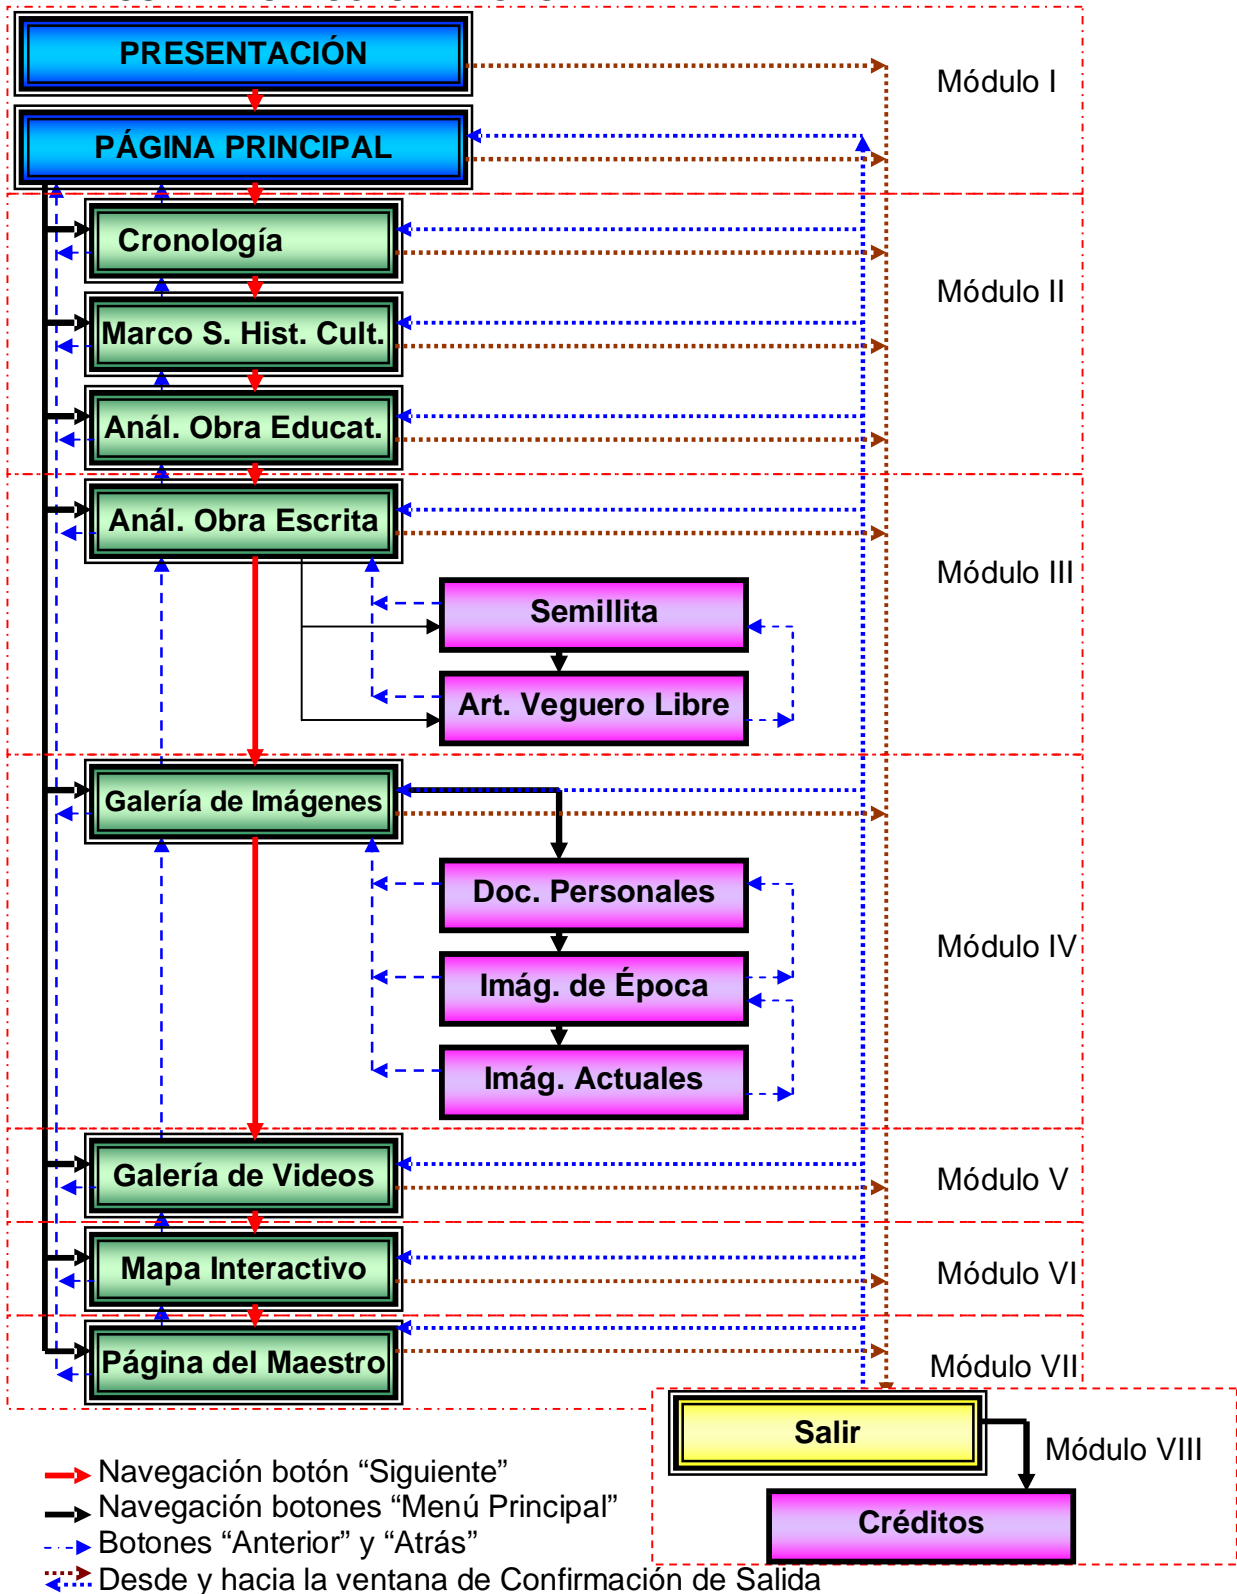 PRESENTACIÓN
Módulo I
PÁGINA PRINCIPAL
Cronología
Módulo II
Marco S. Hist. Cult.
Anál. Obra Educat.
Anál. Obra Escrita
Módulo III
Semillita
Art. Veguero Libre
Galería de Imágenes
Doc. Personales
Módulo IV
Imág. de Época
Imág. Actuales
Galería de Videos
Módulo V
Mapa Interactivo
Módulo VI
Página del Maestro
Módulo VII
Salir
Módulo VIII
Créditos
Navegación botón “Siguiente”
Navegación botones “Menú Principal”
Botones “Anterior” y “Atrás”
Desde y hacia la ventana de Confirmación de Salida